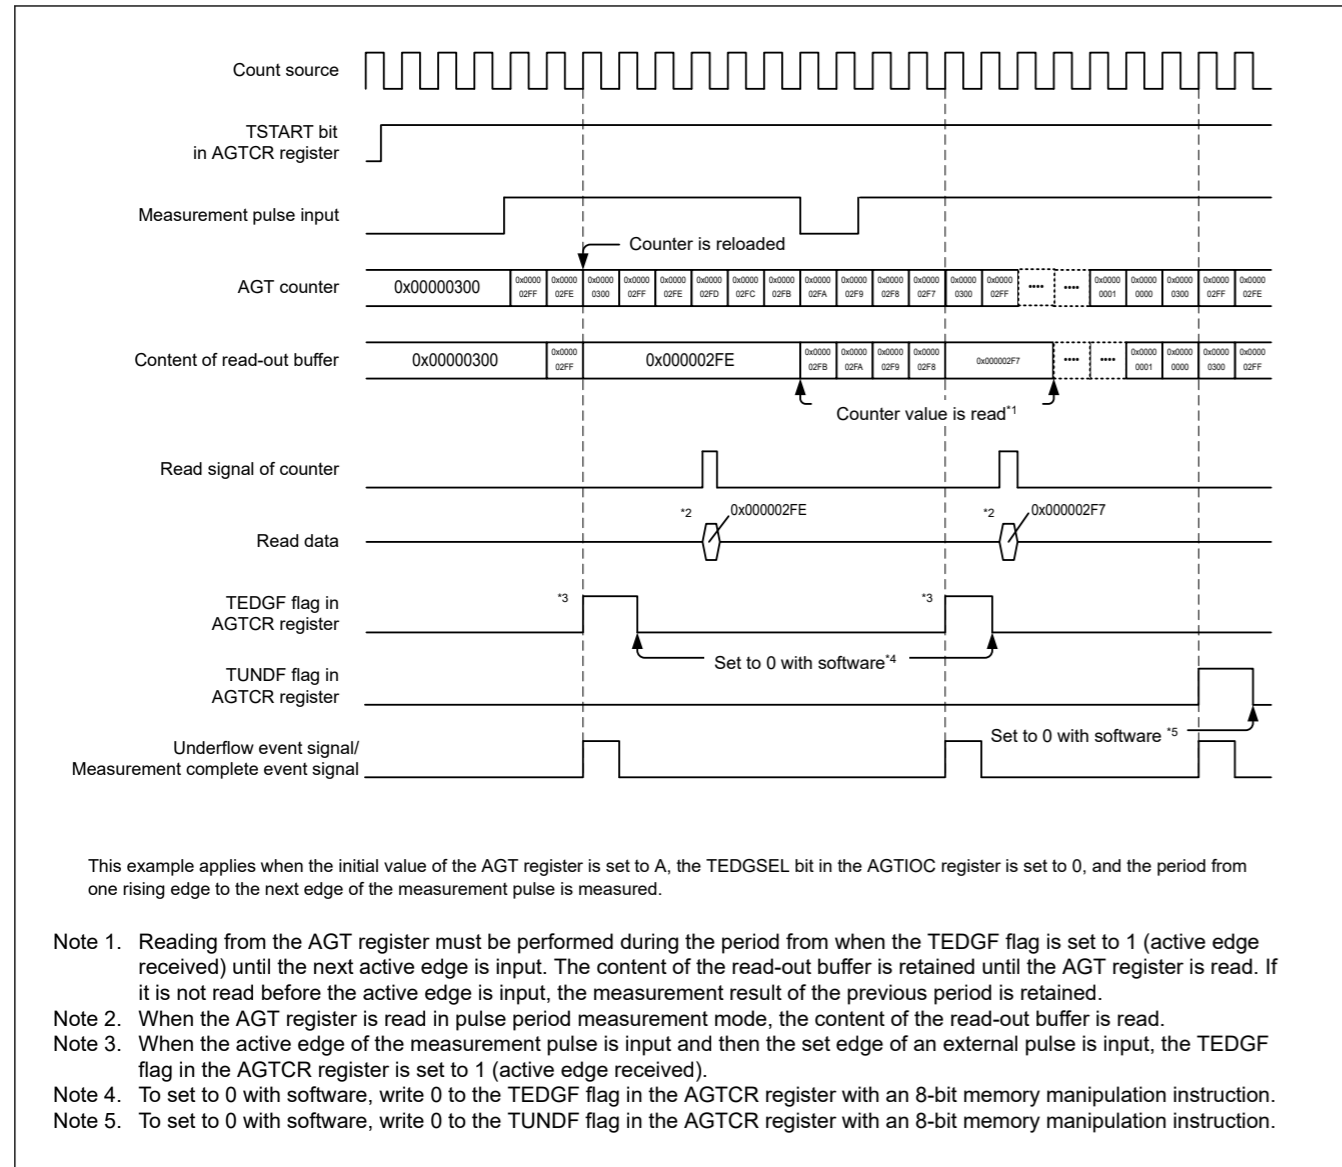 Count source
TSTART bit
in AGTCR register
Measurement pulse input
Counter is reloaded
AGT counter
0x00000300
0x0000 02FF
0x0000 02FE
0x0000 0300
0x0000 02FF
0x0000 02FE
0x0000 02FD
0x0000 02FC
0x0000 02FB
0x0000 02FA
0x0000 02F9
0x0000 02F8
0x0000 02F7
0x0000 0300
0x0000 02FF
....
....
0x0000 0001
0x0000 0000
0x0000 0300
0x0000 02FF
0x0000 02FE
Content of read-out buffer
0x00000300
0x0000 02FF
0x000002FE
0x0000 02FB
0x0000 02FA
0x0000 02F9
0x0000 02F8
0x000002F7
....
....
0x0000 0001
0x0000 0000
0x0000 0300
0x0000 02FF
Counter value is read*1
Read signal of counter
*2
0x000002FE
*2
0x000002F7
Read data
TEDGF flag in
AGTCR register
*3
*3
Set to 0 with software*4
TUNDF flag in
AGTCR register
Set to 0 with software *5
Underflow event signal/
Measurement complete event signal
This example applies when the initial value of the AGT register is set to A, the TEDGSEL bit in the AGTIOC register is set to 0, and the period from
one rising edge to the next edge of the measurement pulse is measured.
Note 1. Reading from the AGT register must be performed during the period from when the TEDGF flag is set to 1 (active edge
received) until the next active edge is input. The content of the read-out buffer is retained until the AGT register is read. If
it is not read before the active edge is input, the measurement result of the previous period is retained.
Note 2. When the AGT register is read in pulse period measurement mode, the content of the read-out buffer is read.
Note 3. When the active edge of the measurement pulse is input and then the set edge of an external pulse is input, the TEDGF
flag in the AGTCR register is set to 1 (active edge received).
Note 4. To set to 0 with software, write 0 to the TEDGF flag in the AGTCR register with an 8-bit memory manipulation instruction.
Note 5. To set to 0 with software, write 0 to the TUNDF flag in the AGTCR register with an 8-bit memory manipulation instruction.